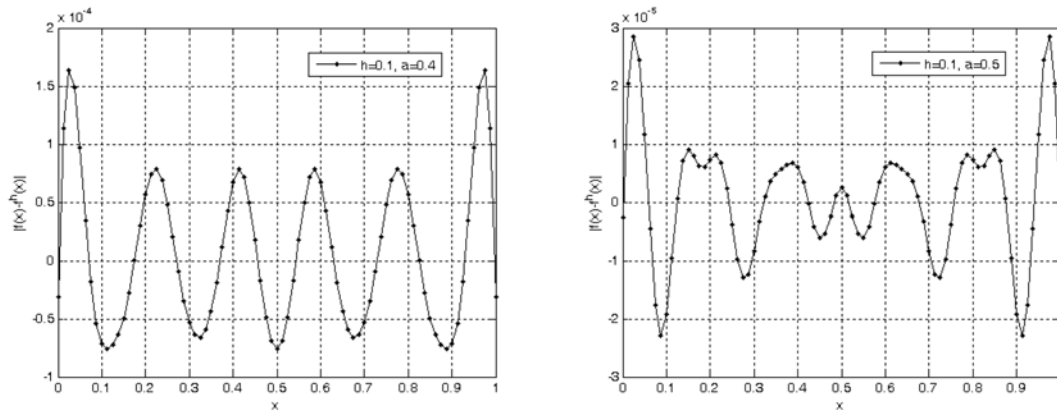 x 10⁻⁴
2
1.5
1
0.5
0
-0.5
-1
|f(x)-fʰ(x)|
h=0.1, a=0.4
0 0.1 0.2 0.3 0.4 0.5 0.6 0.7 0.8 0.9 1
x
x 10⁻⁵
3
2
1
0
-1
-2
-3
|f(x)-fʰ(x)|
h=0.1, a=0.5
0 0.1 0.2 0.3 0.4 0.5 0.6 0.7 0.8 0.9
x